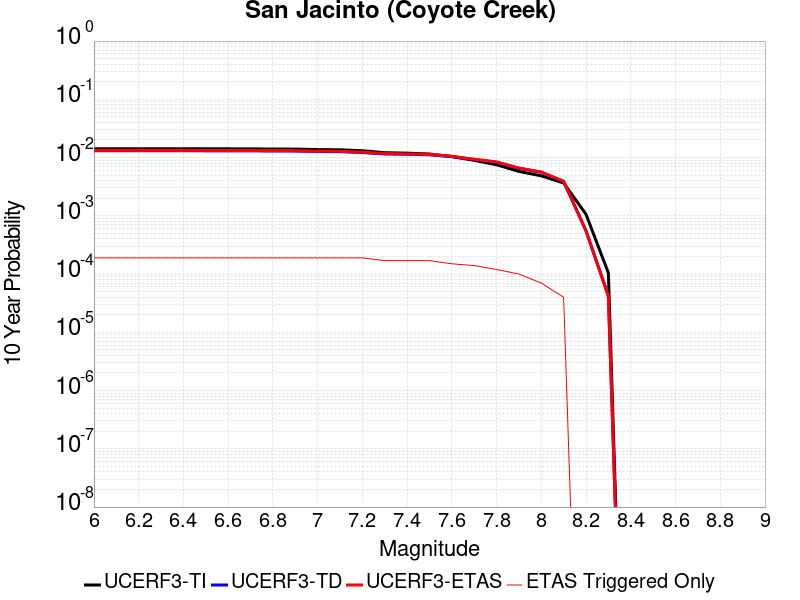 San Jacinto (Coyote Creek)
10^0
10^-1
10^-2
10^-3
10^-4
10^-5
10^-6
10^-7
10^-8
10 Year Probability
6 6.2 6.4 6.6 6.8 7 7.2 7.4 7.6 7.8 8 8.2 8.4 8.6 8.8 9
Magnitude
UCERF3-TI UCERF3-TD UCERF3-ETAS ETAS Triggered Only